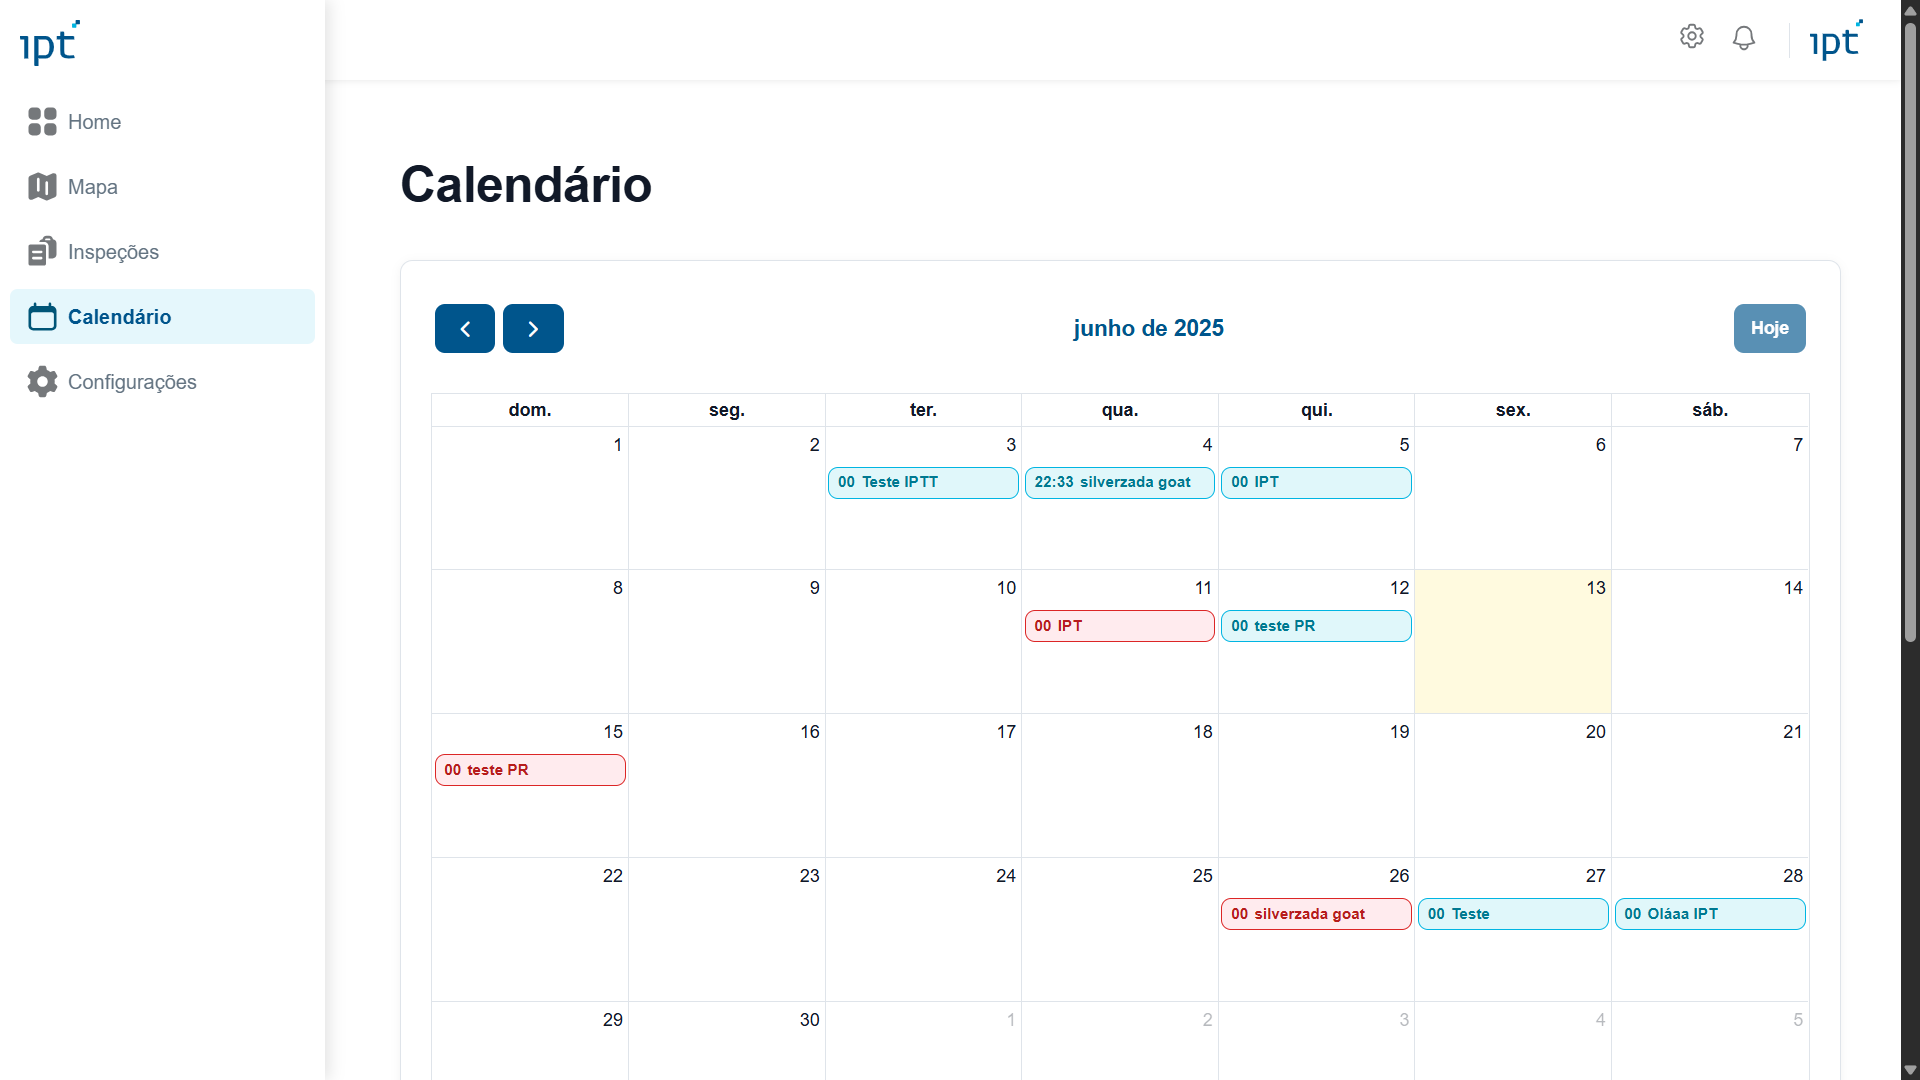 ipt
ipt
Home
Mapa
Inspeções
Calendário
Configurações
Calendário
junho de 2025
Hoje
dom. seg. ter. qua. qui. sex. sáb.
1 2 3 4 5 6 7
00 Teste IPTT 22:33 silverzada goat 00 IPT
8 9 10 11 12 13 14
00 IPT 00 teste PR
15 16 17 18 19 20 21
00 teste PR
22 23 24 25 26 27 28
00 silverzada goat 00 Teste 00 Oláaa IPT
29 30 1 2 3 4 5